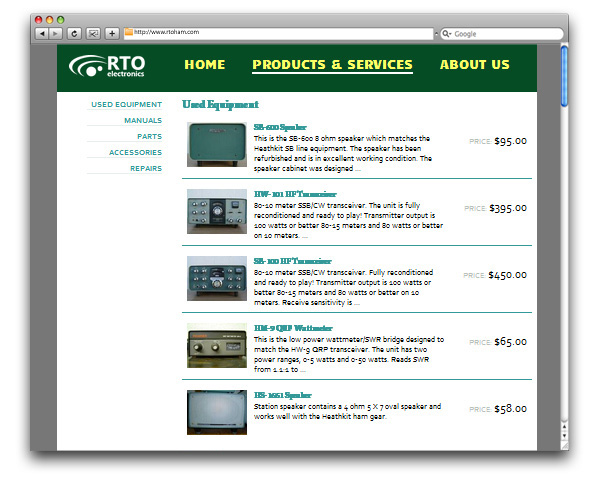 http://www.rtoham.com
Google
RTO
electronics
HOME
PRODUCTS & SERVICES
ABOUT US
USED EQUIPMENT
MANUALS
PARTS
ACCESSORIES
REPAIRS
Used Equipment
SB-600 Speaker
This is the SB-600 8 ohm speaker which matches the
Heathkit SB line equipment. The speaker has been
refurbished and is in excellent working condition. The
speaker cabinet was designed ...
PRICE: $95.00
HW-101 HF Transceiver
80-10 meter SSB/CW transceiver. The unit is fully
reconditioned and ready to play! Transmitter output is
100 watts or better 80-15 meters and 80 watts or better
on 10 meters. ...
PRICE: $395.00
SB-100 HF Transceiver
80-10 meter SSB/CW transceiver. Fully reconditioned
and ready to play! Transmitter output is 100 watts or
better 80-15 meters and 80 watts or better on 10
meters. Receive sensitivity is ...
PRICE: $450.00
HM-9 QRP Wattmeter
This is the low power wattmeter/SWR bridge designed to
match the HW-9 QRP transceiver. The unit has two
power ranges, 0-5 watts and 0-50 watts. Reads SWR
from 1:1:1 to ...
PRICE: $65.00
HS-1661 Speaker
Station speaker contains a 4 ohm 5 X 7 oval speaker and
works well with the Heathkit ham gear.
PRICE: $58.00